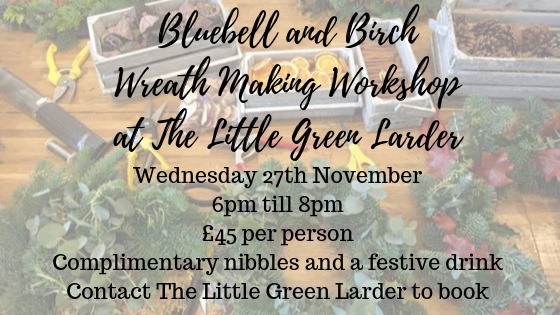 Bluebell and Birch
Wreath Making Workshop
at The Little Green Larder
Wednesday 27th November
6pm till 8pm
£45 per person
Complimentary nibbles and a festive drink
Contact The Little Green Larder to book